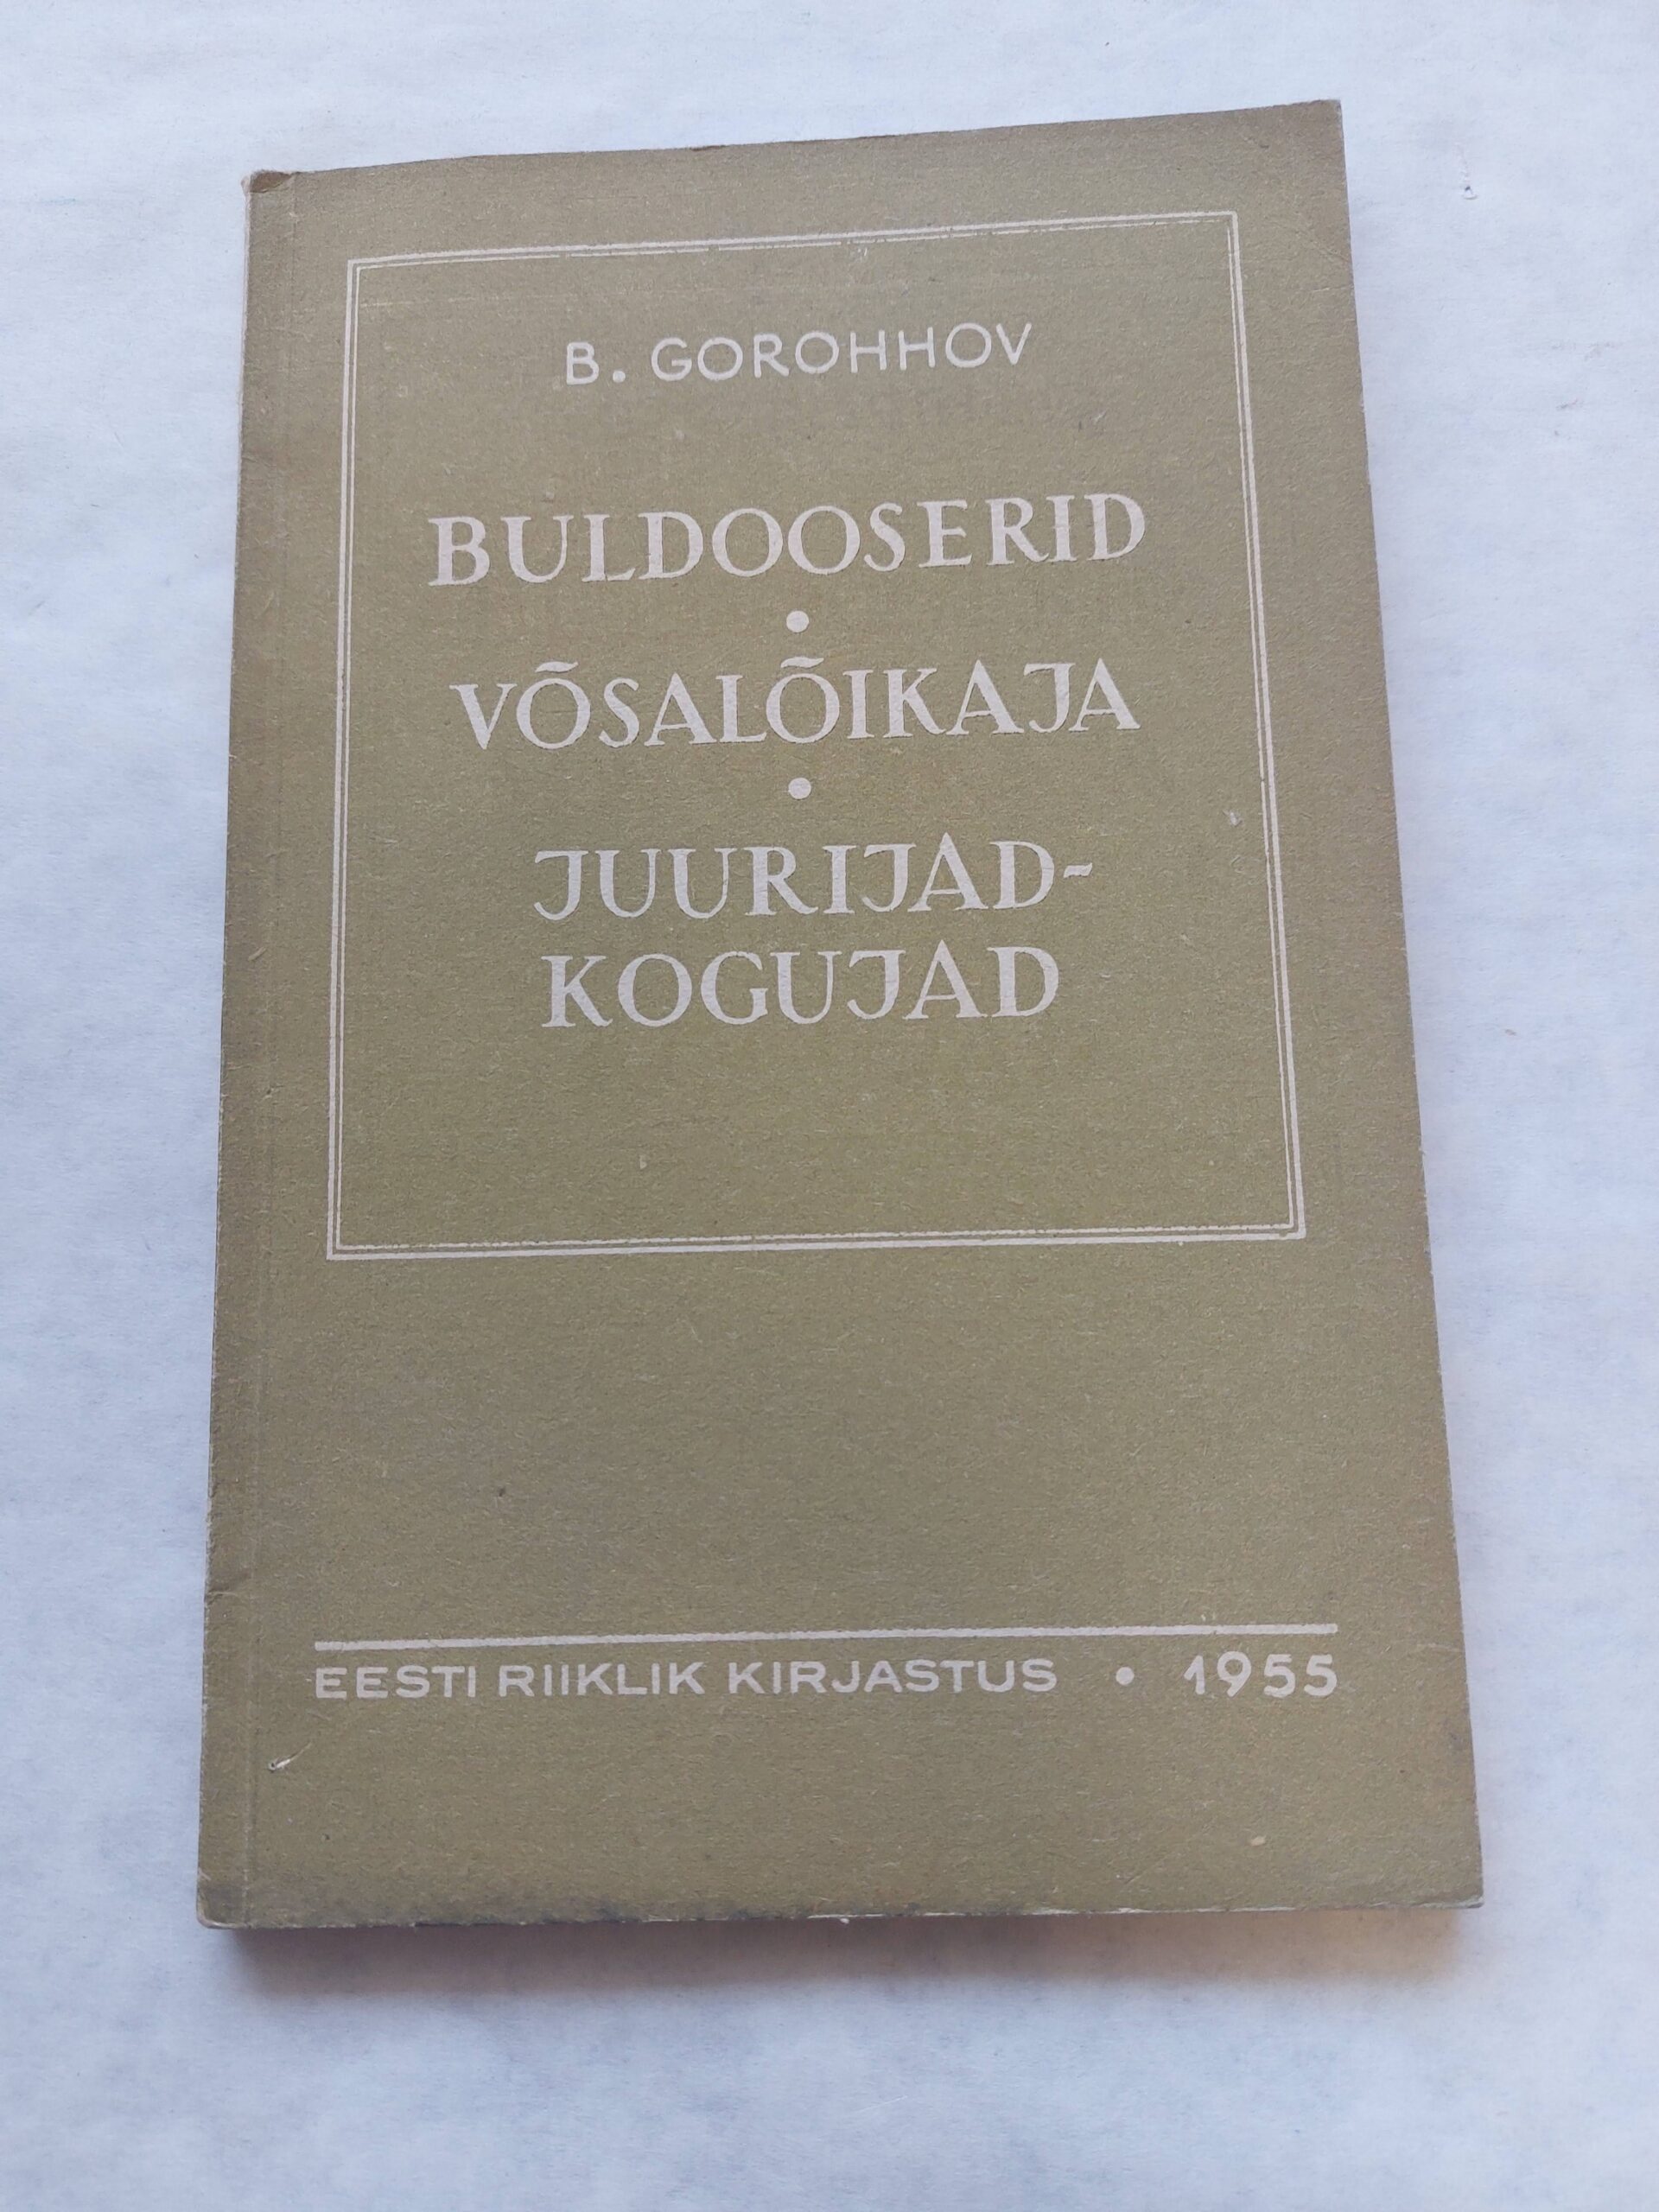 B. GOROHHOV
BULDOOSERID
•
VÕSALÕIKAJA
•
JUURIJAD-
KOGUJAD
EESTI RIIKLIK KIRJASTUS • 1955